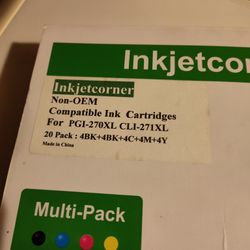 Inkjetcor
Inkjetcorner
Non-OEM
Compatible Ink Cartridges
For PGI-270XL CLI-271XL
20 Pack : 4BK+4BK+4C+4M+4Y
Made in China
Multi-Pack